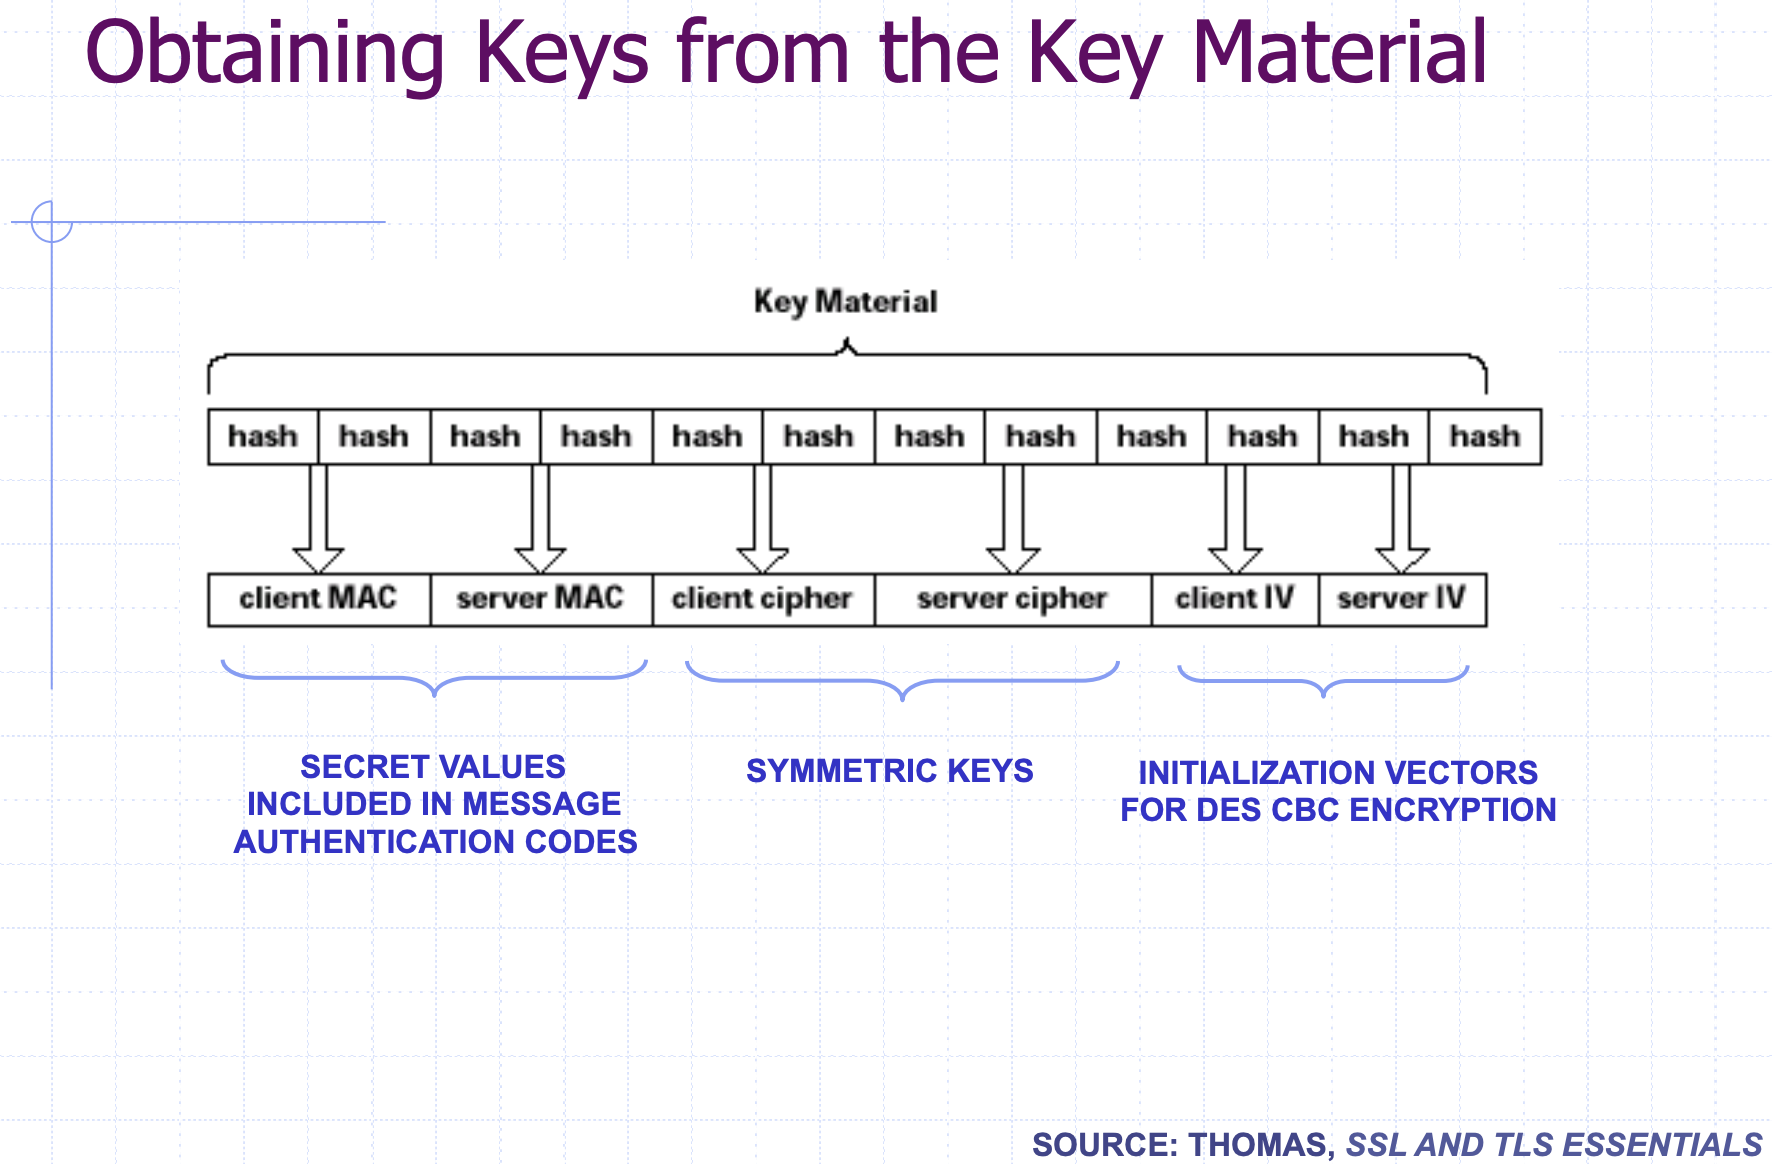 Obtaining Keys from the Key Material
Key Material
hash hash hash hash hash hash hash hash hash hash hash hash
client MAC server MAC client cipher server cipher client IV server IV
SECRET VALUES
INCLUDED IN MESSAGE
AUTHENTICATION CODES
SYMMETRIC KEYS
INITIALIZATION VECTORS
FOR DES CBC ENCRYPTION
SOURCE: THOMAS, SSL AND TLS ESSENTIALS